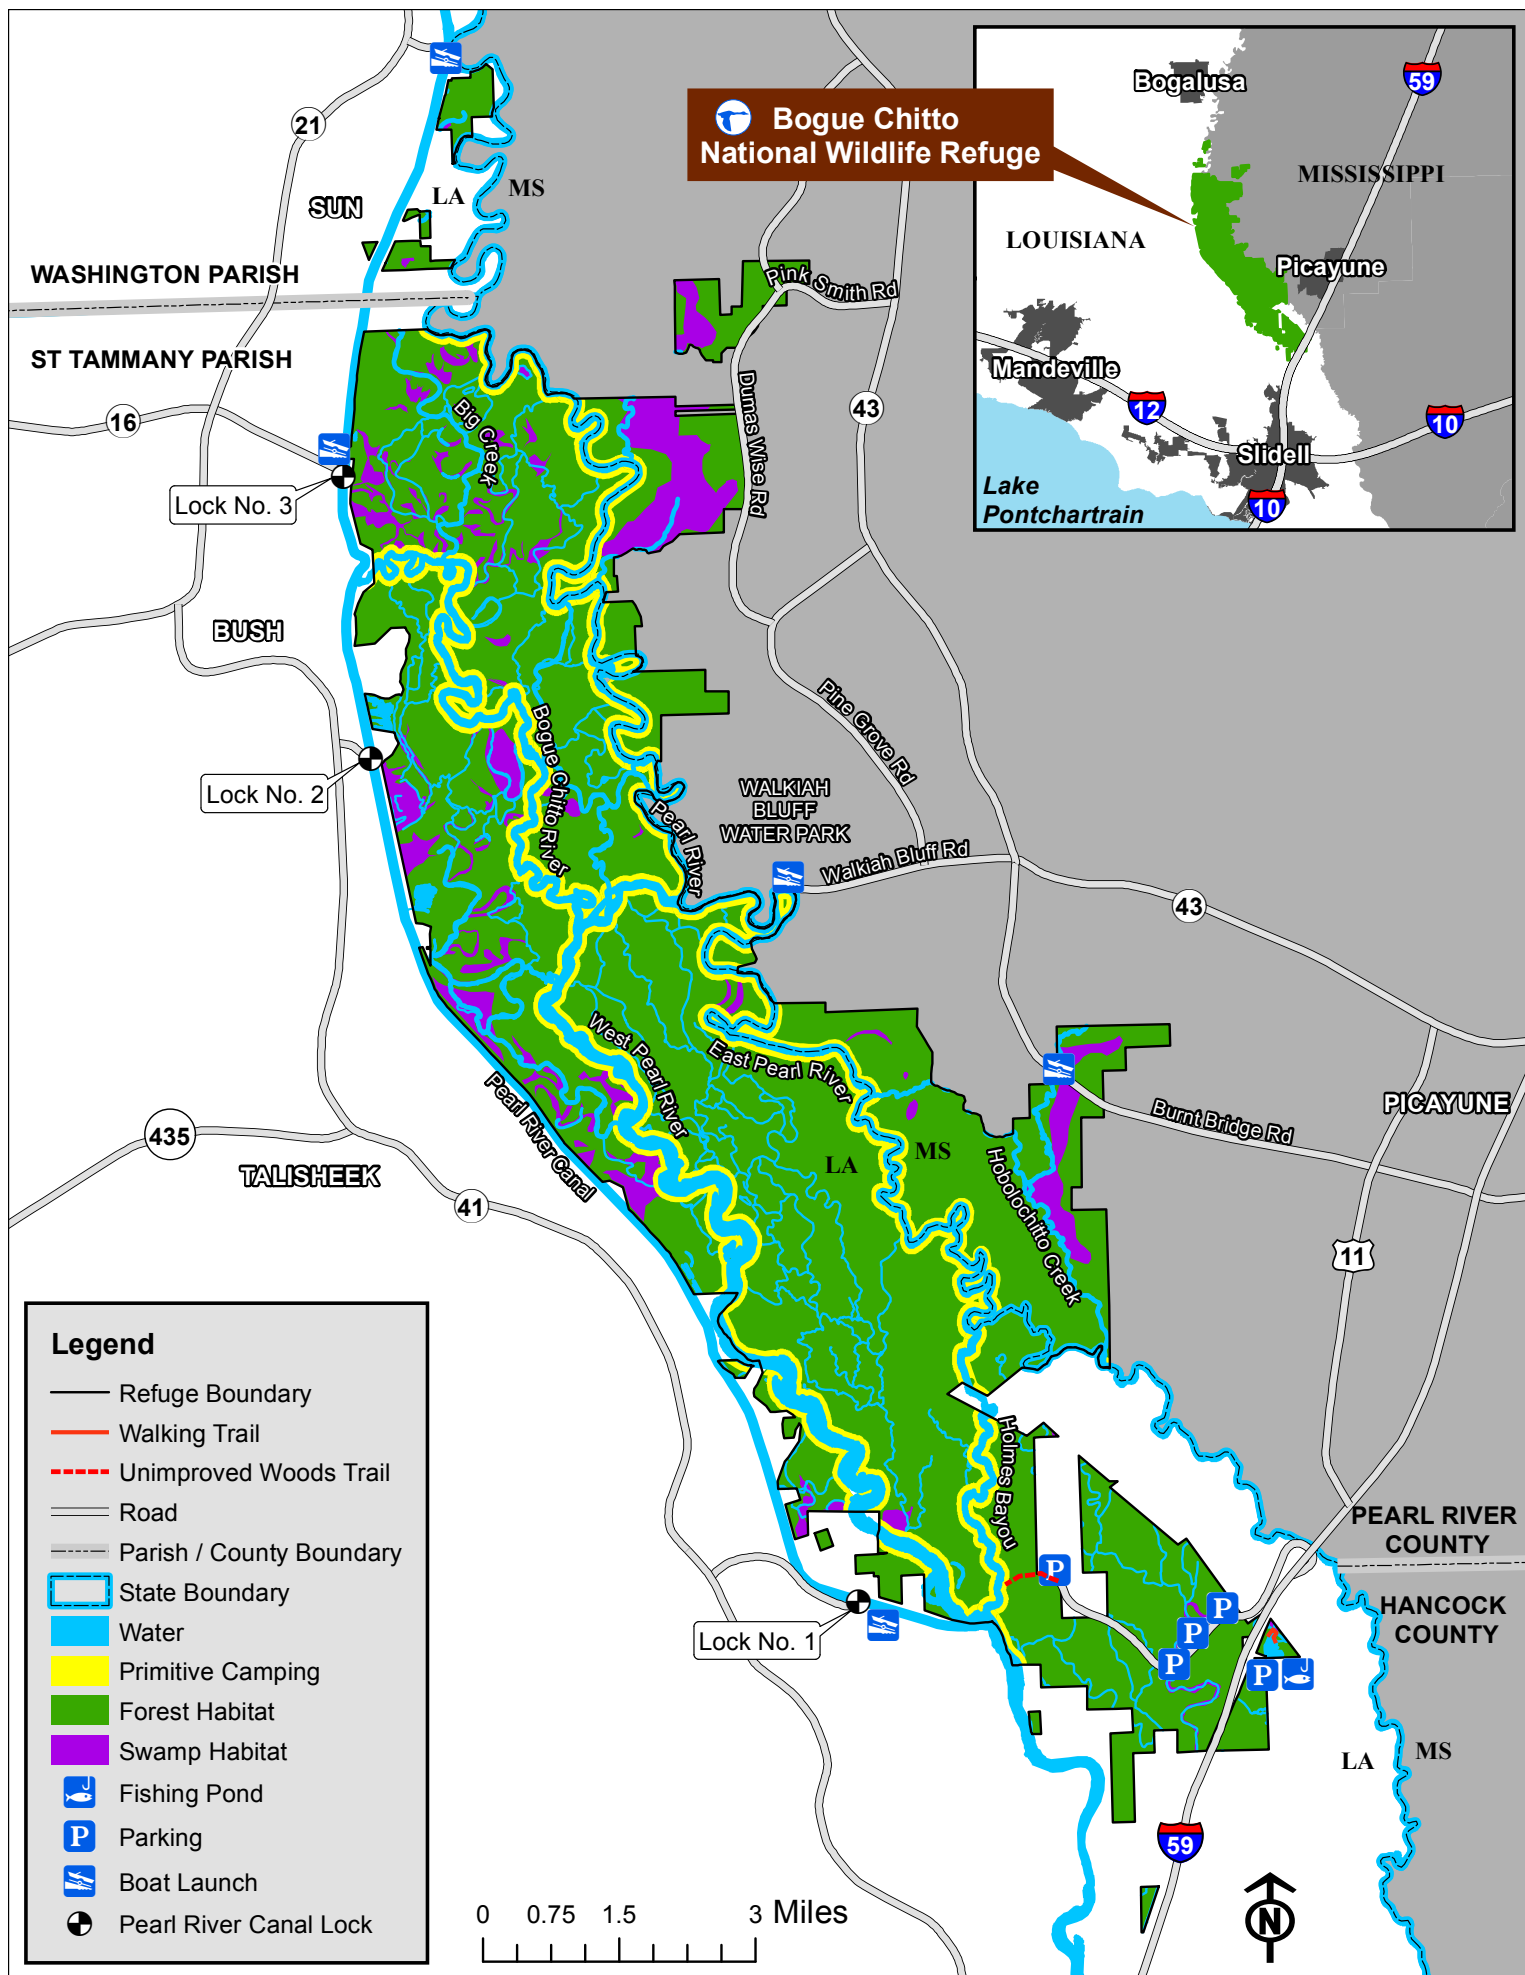 21
SUN
LA
MS
WASHINGTON PARISH
ST TAMMANY PARISH
16
Lock No. 3
BUSH
Lock No. 2
Big Creek
Bogue Chitto River
Pearl River
Bogue Chitto
National Wildlife Refuge
Pink Smith Rd
Dumas Wise Rd
43
Pine Grove Rd
WALKIAH
BLUFF
WATER PARK
Walkiah Bluff Rd
43
Bogalusa
59
MISSISSIPPI
LOUISIANA
Picayune
Mandeville
12
10
Slidell
10
Lake
Pontchartrain
West Pearl River
East Pearl River
Pearl River Canal
LA
MS
Hobolochitto Creek
Burnt Bridge Rd
PICAYUNE
11
435
TALISHEEK
41
Holmes Bayou
PEARL RIVER
COUNTY
HANCOCK
COUNTY
P
P
P
P
P
Lock No. 1
LA
MS
59
N
Legend
Refuge Boundary
Walking Trail
Unimproved Woods Trail
Road
Parish / County Boundary
State Boundary
Water
Primitive Camping
Forest Habitat
Swamp Habitat
Fishing Pond
P Parking
Boat Launch
Pearl River Canal Lock
0 0.75 1.5 3 Miles